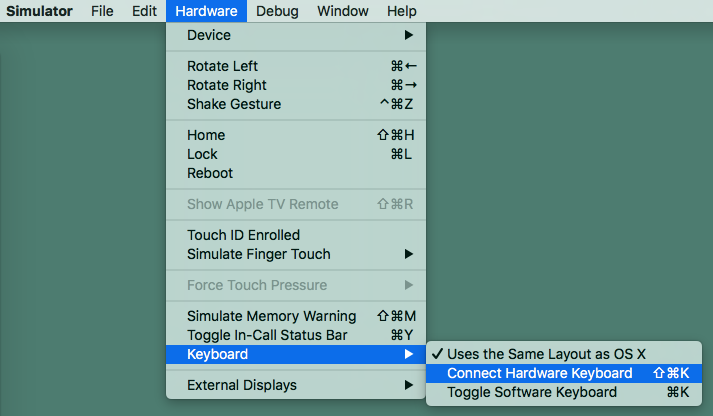 Simulator File Edit Hardware Debug Window Help
Device ▶
Rotate Left ⌘←
Rotate Right ⌘→
Shake Gesture ^⌘Z
Home ⇧⌘H
Lock ⌘L
Reboot
Show Apple TV Remote ⇧⌘R
Touch ID Enrolled
Simulate Finger Touch ▶
Force Touch Pressure ▶
Simulate Memory Warning ⇧⌘M
Toggle In-Call Status Bar ⌘Y
Keyboard ▶
✓ Uses the Same Layout as OS X
Connect Hardware Keyboard ⇧⌘K
Toggle Software Keyboard ⌘K
External Displays ▶